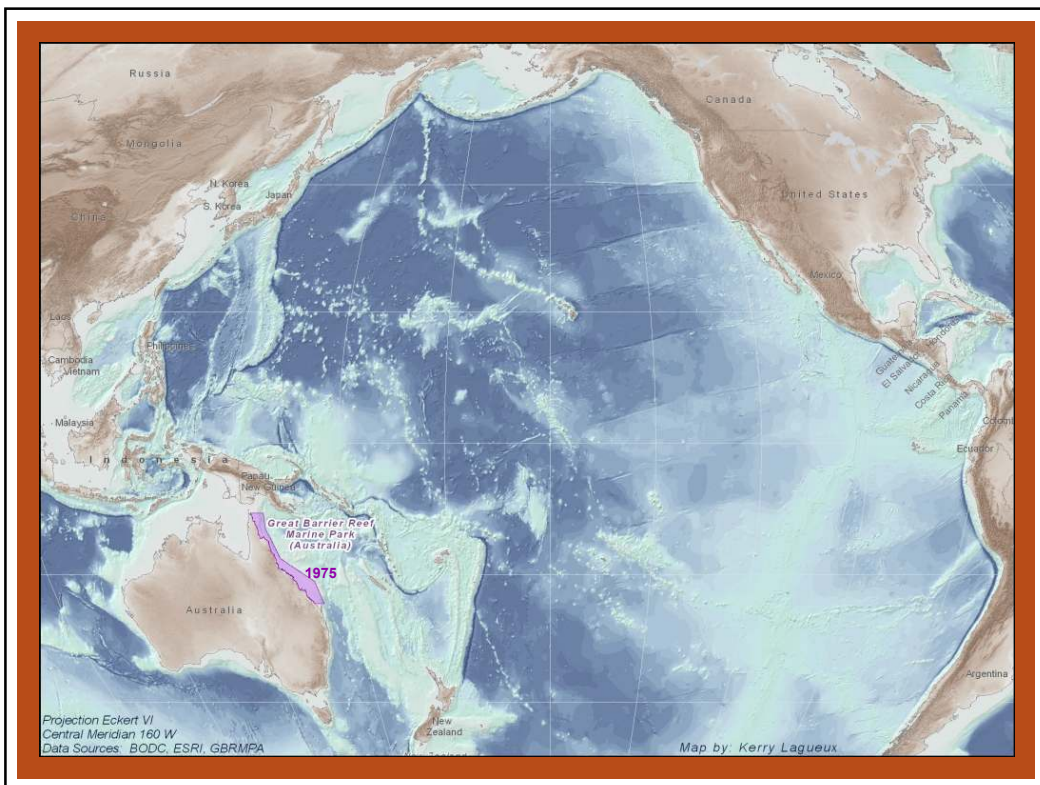 Russia
Canada
Mongolia
N. Korea
Japan
United States
S. Korea
China
Mexico
Laos
Philippines
Cambodia
Vietnam
Guatemala
Honduras
El Salvador
Nicaragua
Costa Rica
Panama
Malaysia
Indonesia
Ecuador
Papau
New Guinea
Great Barrier Reef
Marine Park
(Australia)
1975
Australia
Argentina
New
Zealand
Projection Eckert VI
Central Meridian 160 W
Data Sources: BODC, ESRI, GBRMPA
Map by: Kerry Lagueux